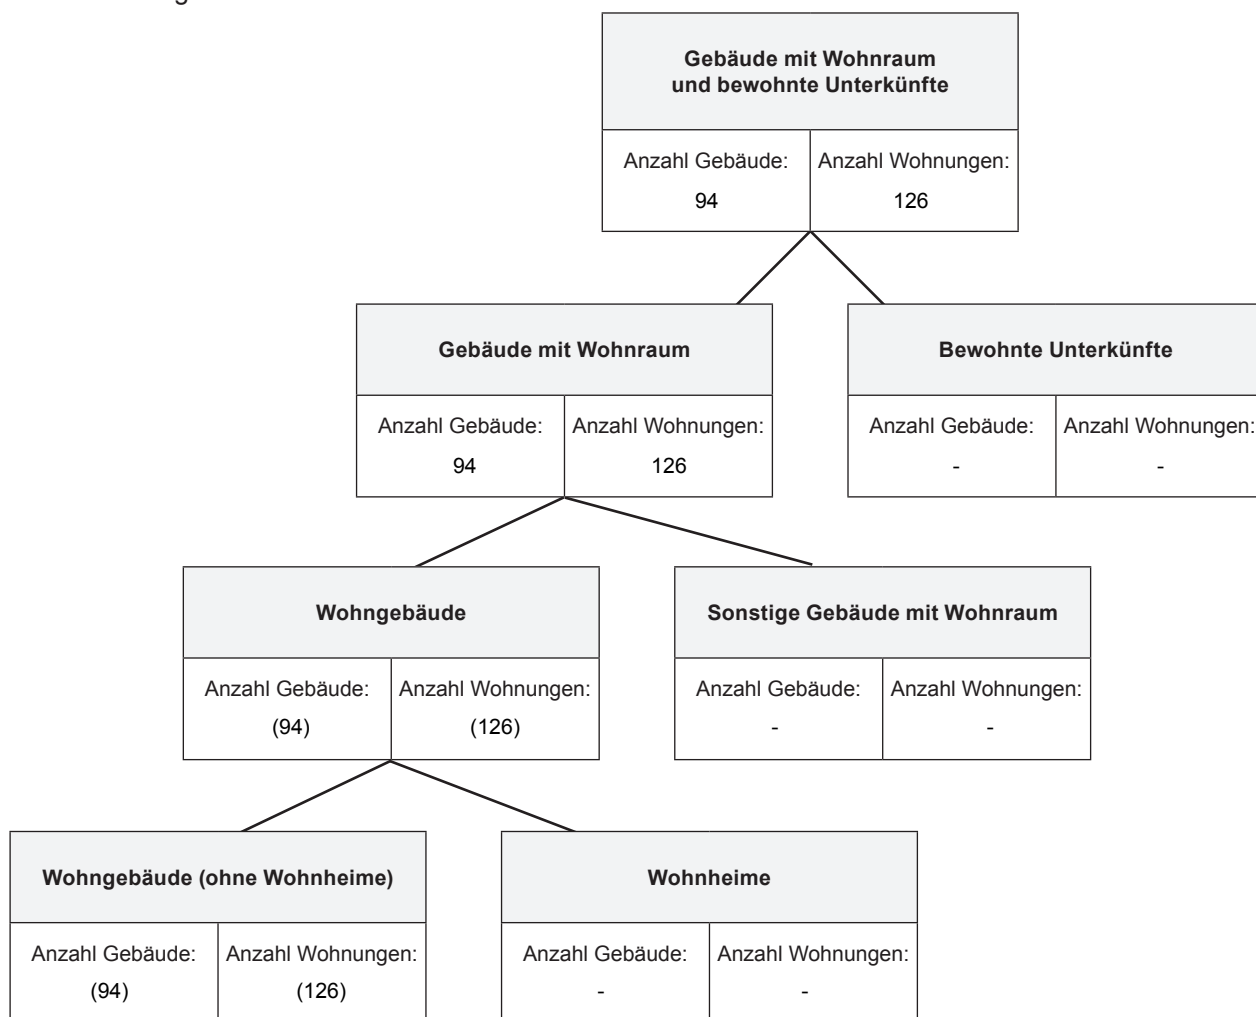 Gebäude mit Wohnraum
und bewohnte Unterkünfte
Anzahl Gebäude: Anzahl Wohnungen:
94 126
Gebäude mit Wohnraum Bewohnte Unterkünfte
Anzahl Gebäude: Anzahl Wohnungen: Anzahl Gebäude: Anzahl Wohnungen:
94 126 - -
Wohngebäude Sonstige Gebäude mit Wohnraum
Anzahl Gebäude: Anzahl Wohnungen: Anzahl Gebäude: Anzahl Wohnungen:
(94) (126) - -
Wohngebäude (ohne Wohnheime) Wohnheime
Anzahl Gebäude: Anzahl Wohnungen: Anzahl Gebäude: Anzahl Wohnungen:
(94) (126) - -